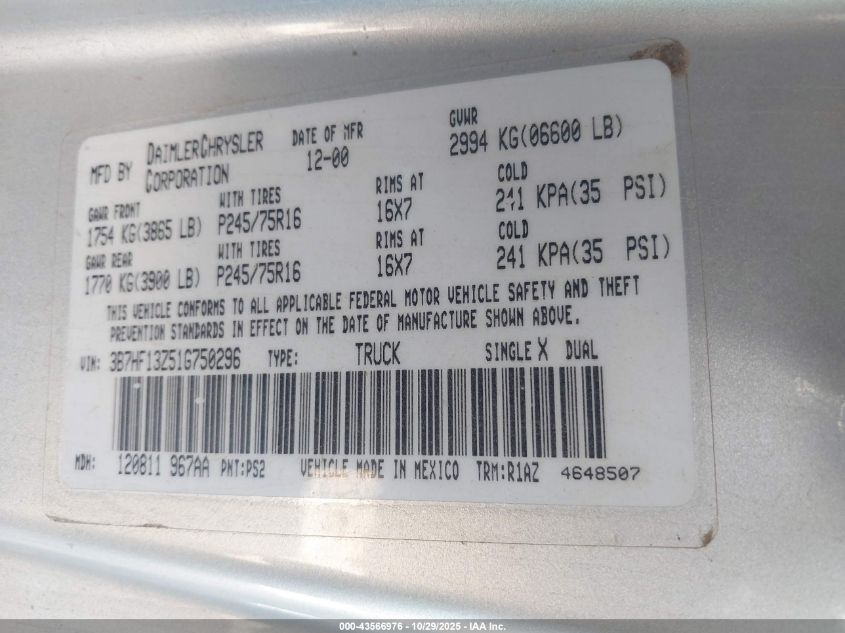 MFD BY DAIMLERCHRYSLER CORPORATION DATE OF MFR 12-00 GVWR 2994 KG(06600 LB)
GAWR FRONT WITH TIRES RIMS AT COLD
1754 KG(3865 LB) P245/75R16 16X7 241 KPA(35 PSI)
GAWR REAR WITH TIRES RIMS AT COLD
1770 KG(3900 LB) P245/75R16 16X7 241 KPA(35 PSI)
THIS VEHICLE CONFORMS TO ALL APPLICABLE FEDERAL MOTOR VEHICLE SAFETY AND THEFT
PREVENTION STANDARDS IN EFFECT ON THE DATE OF MANUFACTURE SHOWN ABOVE.
VIN: 3B7HF13Z51G750296 TYPE: TRUCK SINGLE X DUAL
MDH: 120811 967AA PNT:PS2 VEHICLE MADE IN MEXICO TRM:R1AZ 4648507
000-43566976 - 10/29/2025 - IAA Inc.